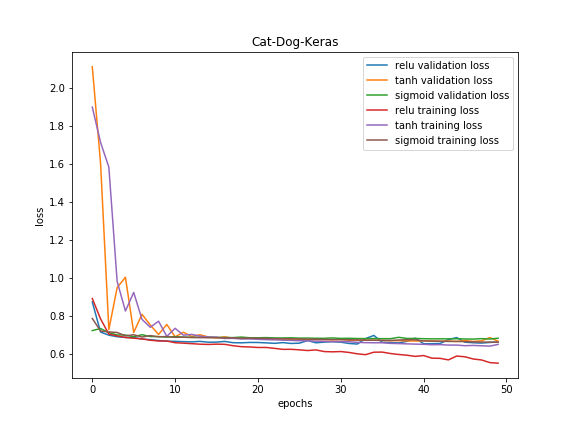 Cat-Dog-Keras
relu validation loss
tanh validation loss
sigmoid validation loss
relu training loss
tanh training loss
sigmoid training loss
2.0
1.8
1.6
1.4
1.2
1.0
0.8
0.6
loss
0 10 20 30 40 50
epochs